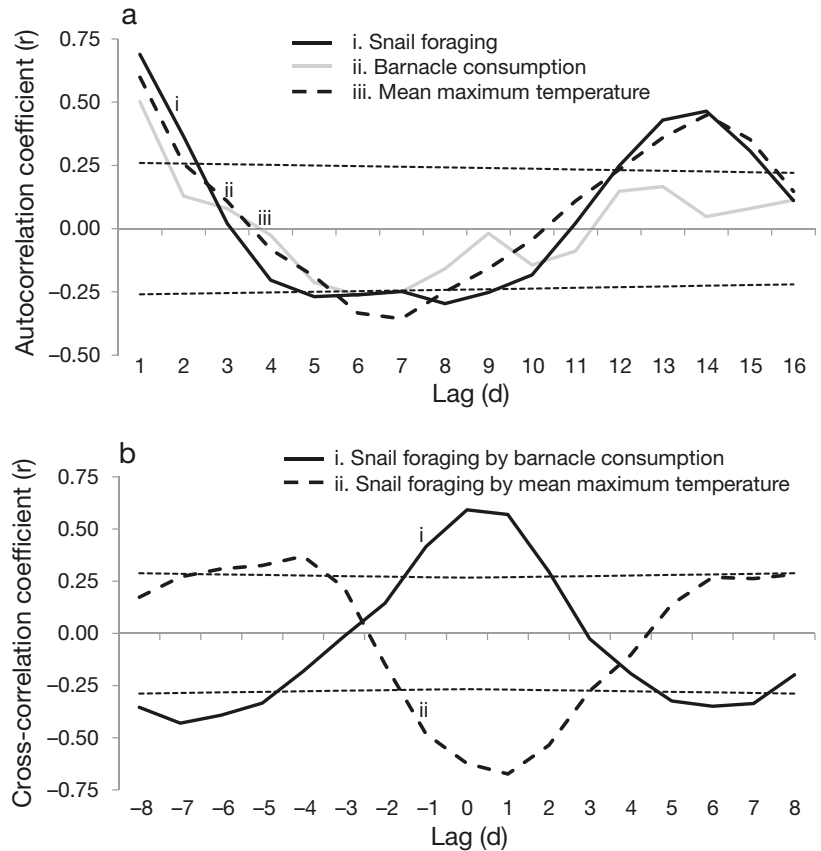 a
0.75
0.50
0.25
0.00
–0.25
–0.50
Autocorrelation coefficient (r)
i. Snail foraging
ii. Barnacle consumption
iii. Mean maximum temperature
i
ii
iii
1 2 3 4 5 6 7 8 9 10 11 12 13 14 15 16
Lag (d)
b
0.75
0.50
0.25
0.00
–0.25
–0.50
–0.75
Cross-correlation coefficient (r)
i. Snail foraging by barnacle consumption
ii. Snail foraging by mean maximum temperature
i
ii
–8 –7 –6 –5 –4 –3 –2 –1 0 1 2 3 4 5 6 7 8
Lag (d)